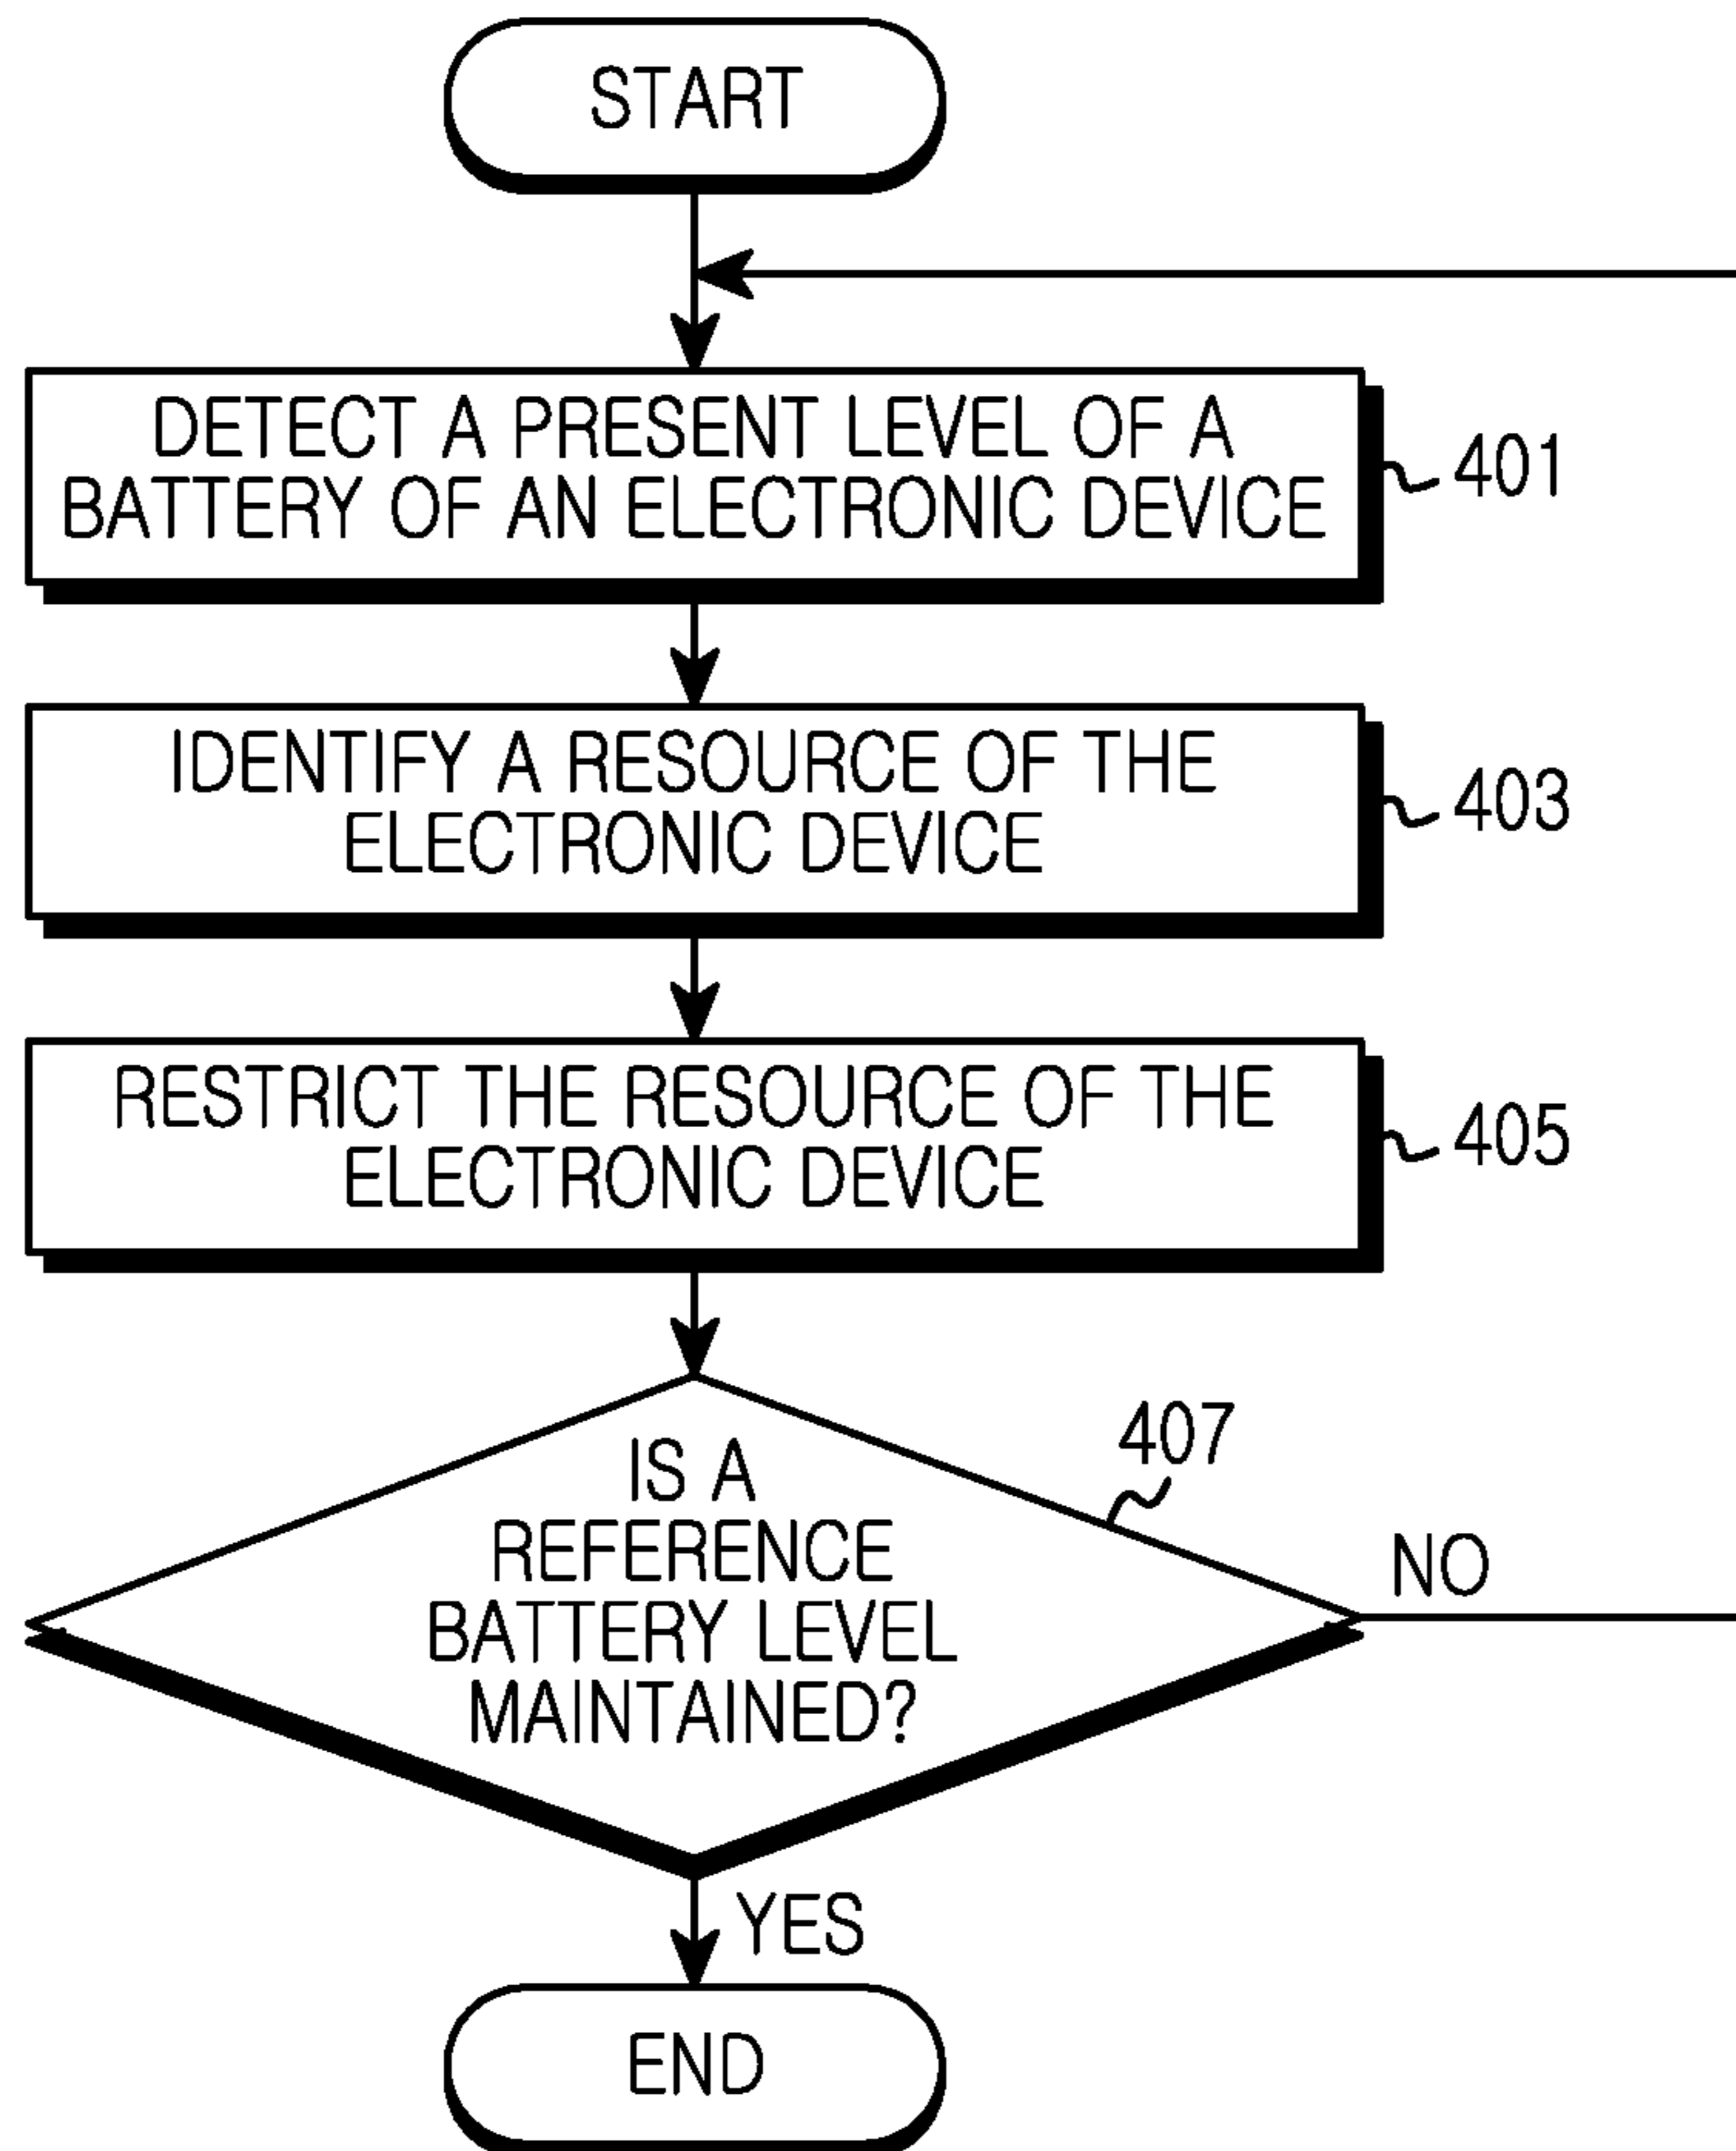 START
DETECT A PRESENT LEVEL OF A
BATTERY OF AN ELECTRONIC DEVICE
401
IDENTIFY A RESOURCE OF THE
ELECTRONIC DEVICE
403
RESTRICT THE RESOURCE OF THE
ELECTRONIC DEVICE
405
407
IS A
REFERENCE
BATTERY LEVEL
MAINTAINED?
NO
YES
END